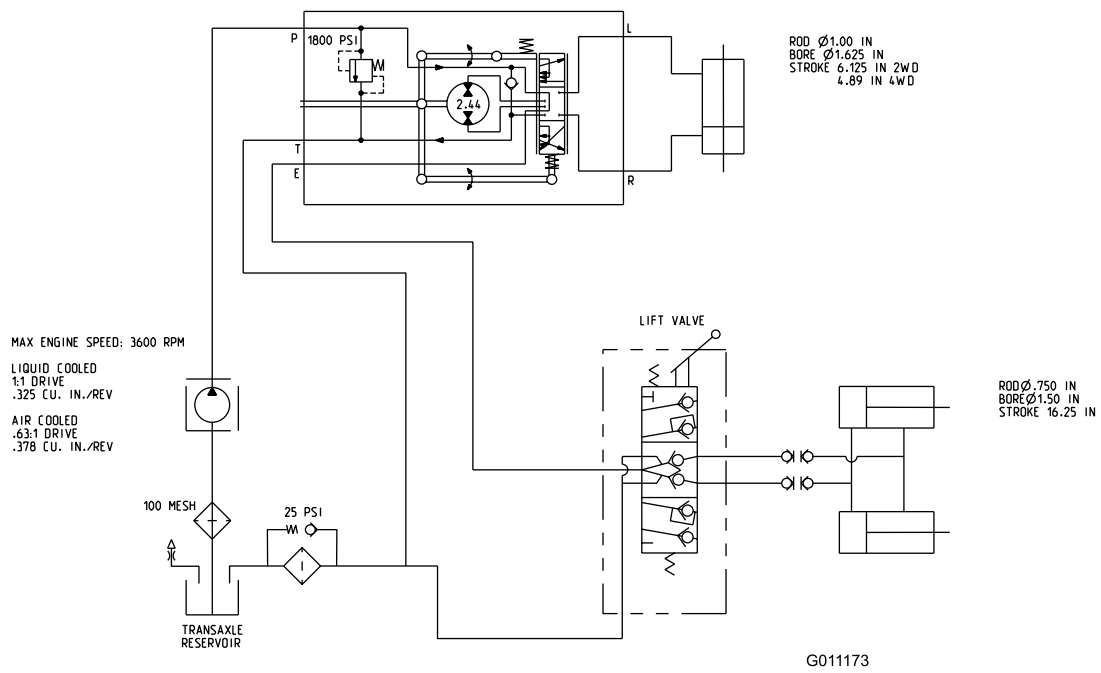 P
1800 PSI
L
2.44
T
E
R
ROD Ø1.00 IN
BORE Ø1.625 IN
STROKE 6.125 IN 2WD
4.89 IN 4WD
LIFT VALVE
MAX ENGINE SPEED: 3600 RPM
LIQUID COOLED
1:1 DRIVE
.325 CU. IN./REV
AIR COOLED
.63:1 DRIVE
.378 CU. IN./REV
RODØ.750 IN
BOREØ1.50 IN
STROKE 16.25 IN
100 MESH
25 PSI
TRANSAXLE
RESERVOIR
G011173